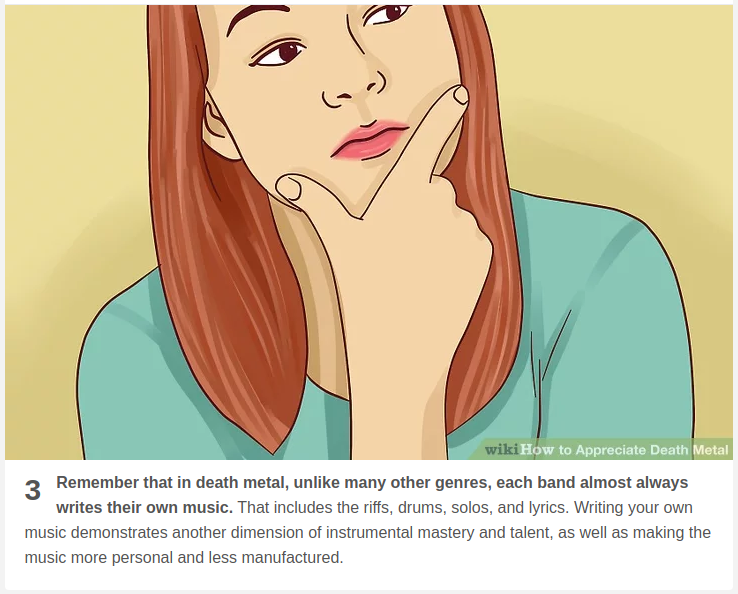 wikiHow to Appreciate Death Metal
3 Remember that in death metal, unlike many other genres, each band almost always
writes their own music. That includes the riffs, drums, solos, and lyrics. Writing your own
music demonstrates another dimension of instrumental mastery and talent, as well as making the
music more personal and less manufactured.